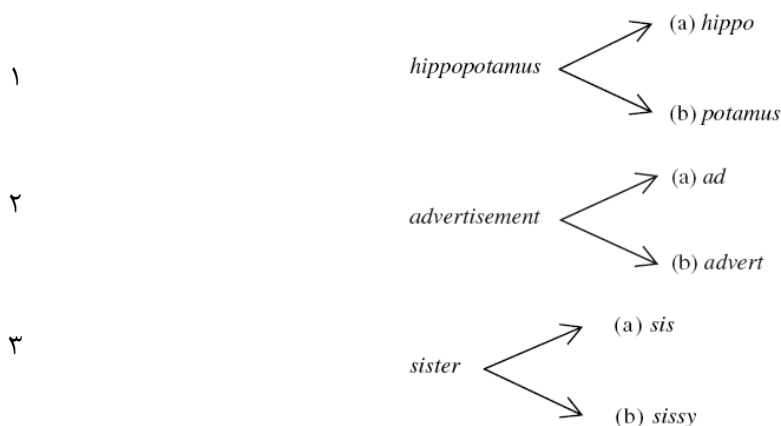 (a) hippo
١ hippopotamus
(b) potamus
(a) ad
٢ advertisement
(b) advert
(a) sis
٣ sister
(b) sissy